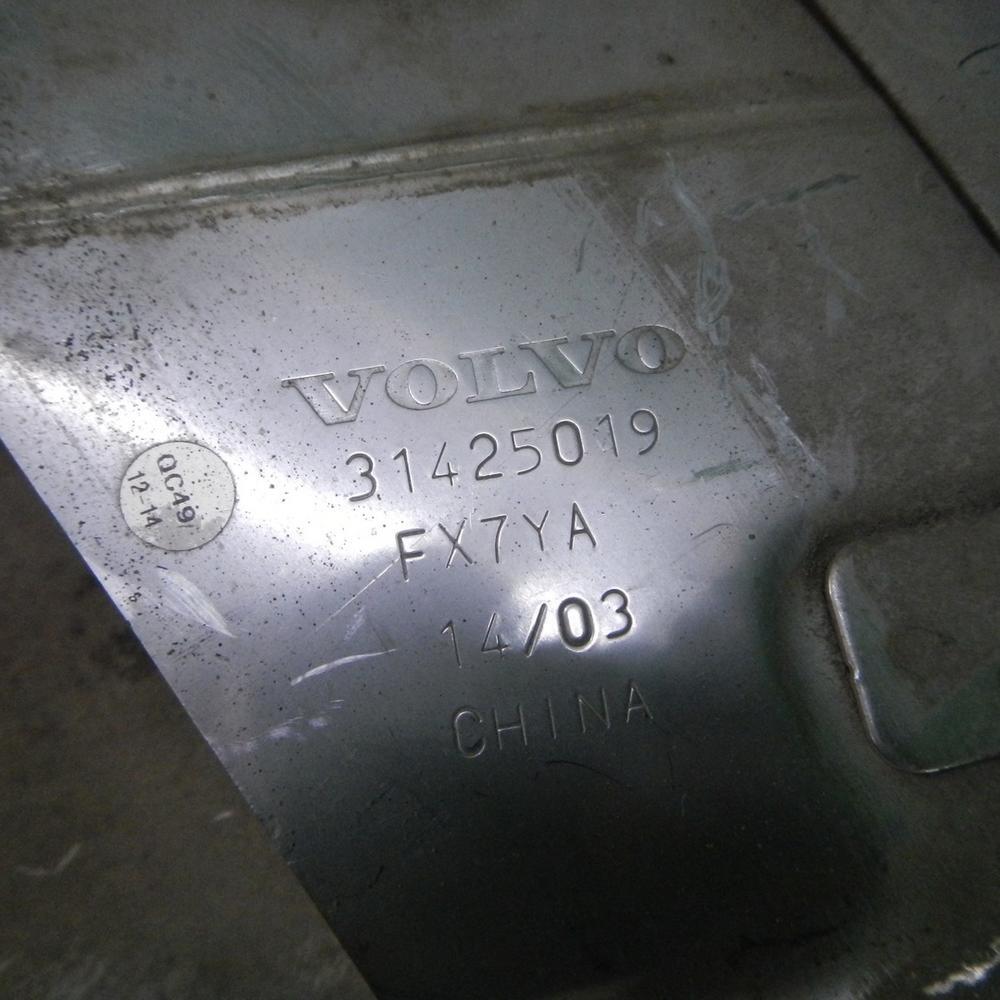 VOLVO
31425019
FX7YA
14/03
CHINA
QC49
12-14